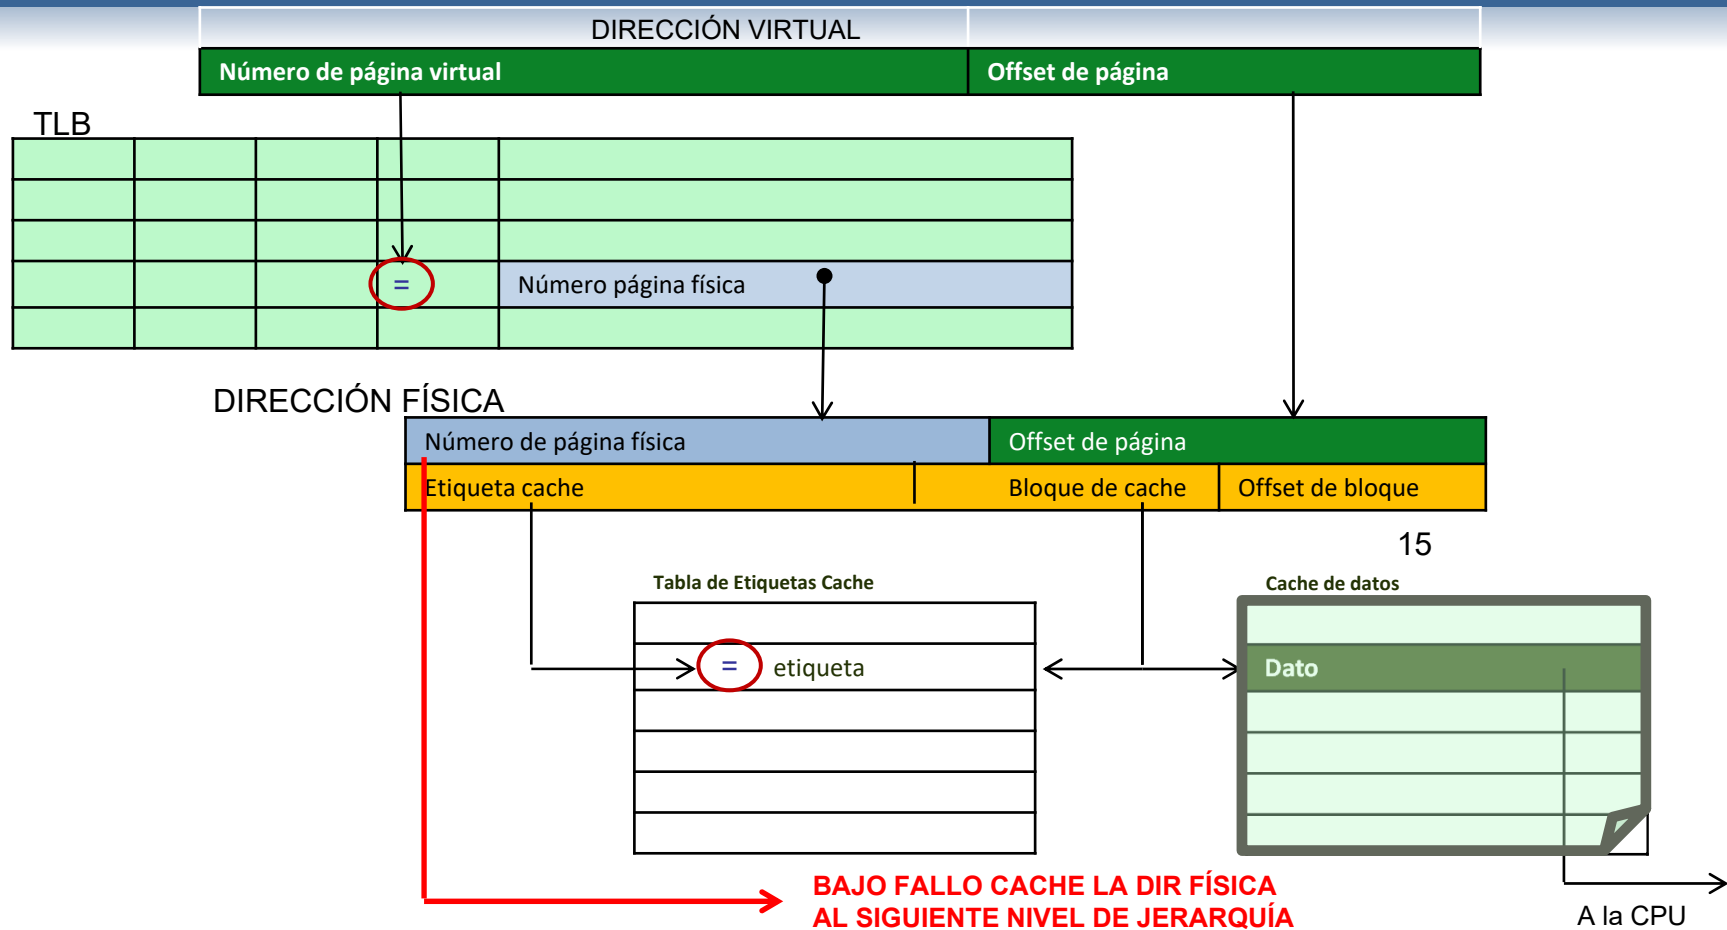 DIRECCIÓN VIRTUAL
Número de página virtual
Offset de página
TLB
=
Número página física
DIRECCIÓN FÍSICA
Número de página física
Offset de página
Etiqueta cache
Bloque de cache
Offset de bloque
15
Tabla de Etiquetas Cache
Cache de datos
=
etiqueta
Dato
BAJO FALLO CACHE LA DIR FÍSICA
AL SIGUIENTE NIVEL DE JERARQUÍA
A la CPU